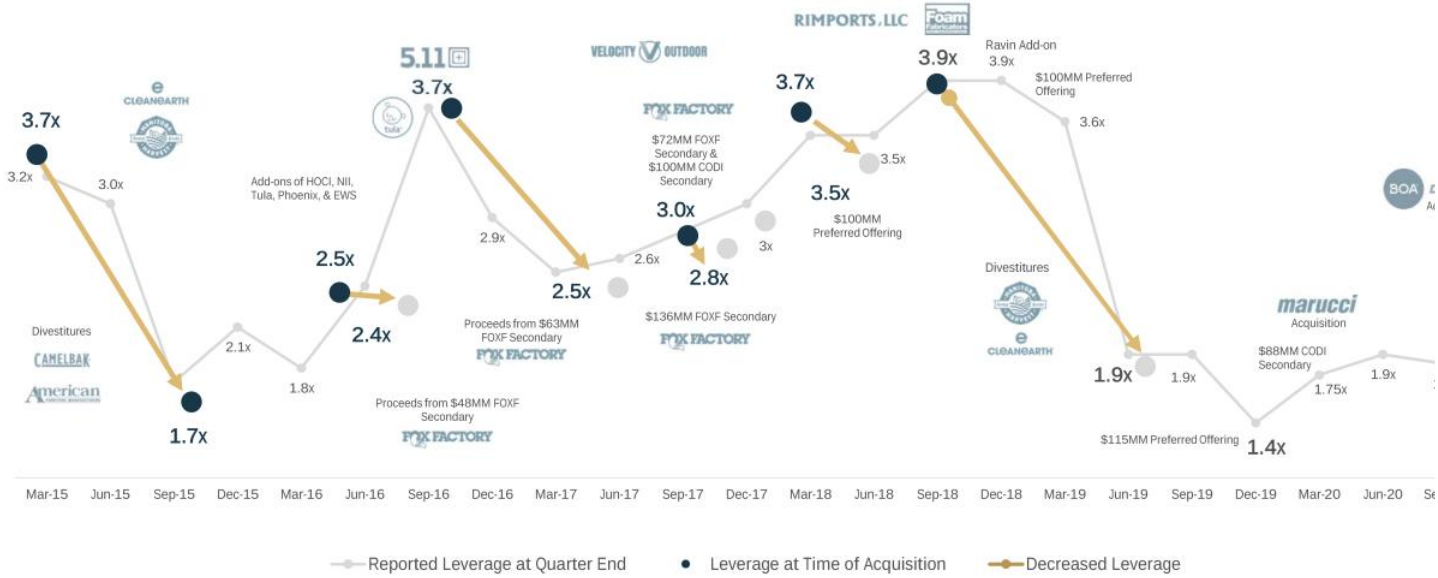 RIMPORTS, LLC
Foam
Fabricators
5.11
VELOCITY OUTDOOR
3.9x
Ravin Add-on
3.9x
3.7x
3.7x
$100MM Preferred
Offering
CLEANEARTH
MANITOBA
HARVEST
tula
FOX FACTORY
3.7x
3.2x
3.0x
3.6x
$72MM FOXF
Secondary &
$100MM CODI
Secondary
3.5x
Add-ons of HOCI, NII,
Tula, Phoenix, & EWS
3.5x
BOA
3.0x
$100MM
Preferred Offering
2.9x
3x
2.5x
2.6x
2.8x
2.5x
Divestitures
MANITOBA
HARVEST
CLEANEARTH
marucci
Acquisition
2.4x
Proceeds from $63MM
FOXF Secondary
FOX FACTORY
$136MM FOXF Secondary
FOX FACTORY
Divestitures
CAMELBAK
American
2.1x
1.8x
1.9x
1.9x
$88MM CODI
Secondary
1.75x
1.9x
Proceeds from $48MM FOXF
Secondary
FOX FACTORY
1.7x
$115MM Preferred Offering
1.4x
Mar-15 Jun-15 Sep-15 Dec-15 Mar-16 Jun-16 Sep-16 Dec-16 Mar-17 Jun-17 Sep-17 Dec-17 Mar-18 Jun-18 Sep-18 Dec-18 Mar-19 Jun-19 Sep-19 Dec-19 Mar-20 Jun-20
Reported Leverage at Quarter End Leverage at Time of Acquisition Decreased Leverage